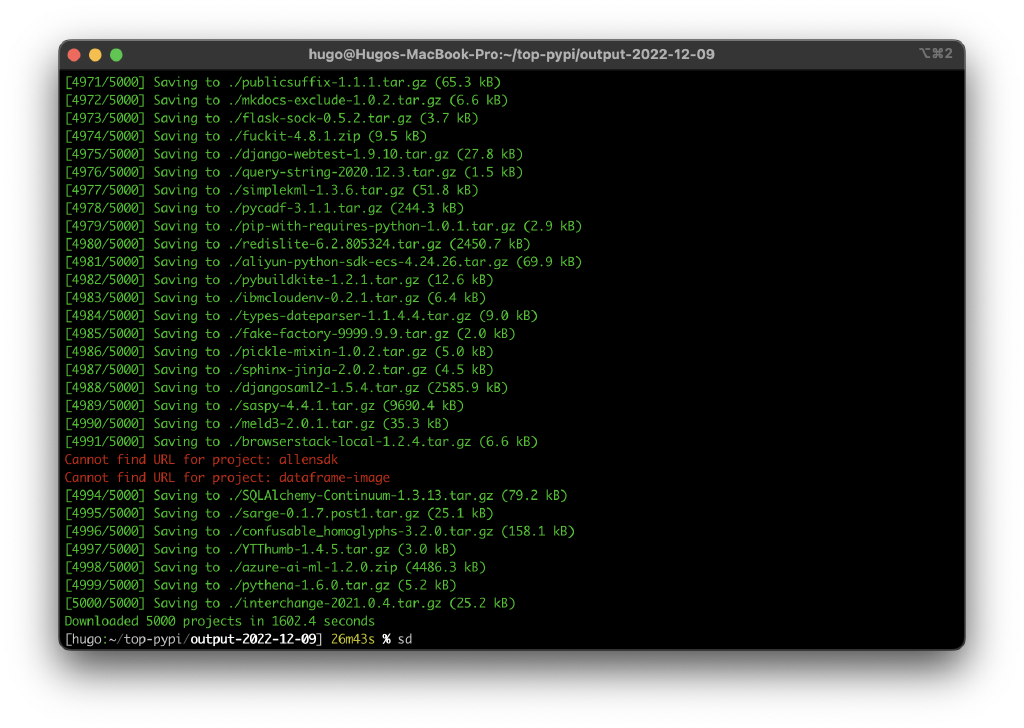 hugo@Hugos-MacBook-Pro:~/top-pypi/output-2022-12-09 ⌥⌘2
[4971/5000] Saving to ./publicsuffix-1.1.1.tar.gz (65.3 kB)
[4972/5000] Saving to ./mkdocs-exclude-1.0.2.tar.gz (6.6 kB)
[4973/5000] Saving to ./flask-sock-0.5.2.tar.gz (3.7 kB)
[4974/5000] Saving to ./fuckit-4.8.1.zip (9.5 kB)
[4975/5000] Saving to ./django-webtest-1.9.10.tar.gz (27.8 kB)
[4976/5000] Saving to ./query-string-2020.12.3.tar.gz (1.5 kB)
[4977/5000] Saving to ./simplekml-1.3.6.tar.gz (51.8 kB)
[4978/5000] Saving to ./pycadf-3.1.1.tar.gz (244.3 kB)
[4979/5000] Saving to ./pip-with-requires-python-1.0.1.tar.gz (2.9 kB)
[4980/5000] Saving to ./redislite-6.2.805324.tar.gz (2450.7 kB)
[4981/5000] Saving to ./aliyun-python-sdk-ecs-4.24.26.tar.gz (69.9 kB)
[4982/5000] Saving to ./pybuildkite-1.2.1.tar.gz (12.6 kB)
[4983/5000] Saving to ./ibmcloudenv-0.2.1.tar.gz (6.4 kB)
[4984/5000] Saving to ./types-dateparser-1.1.4.4.tar.gz (9.0 kB)
[4985/5000] Saving to ./fake-factory-9999.9.9.tar.gz (2.0 kB)
[4986/5000] Saving to ./pickle-mixin-1.0.2.tar.gz (5.0 kB)
[4987/5000] Saving to ./sphinx-jinja-2.0.2.tar.gz (4.5 kB)
[4988/5000] Saving to ./djangosaml2-1.5.4.tar.gz (2585.9 kB)
[4989/5000] Saving to ./saspy-4.4.1.tar.gz (9690.4 kB)
[4990/5000] Saving to ./meld3-2.0.1.tar.gz (35.3 kB)
[4991/5000] Saving to ./browserstack-local-1.2.4.tar.gz (6.6 kB)
Cannot find URL for project: allensdk
Cannot find URL for project: dataframe-image
[4994/5000] Saving to ./SQLAlchemy-Continuum-1.3.13.tar.gz (79.2 kB)
[4995/5000] Saving to ./sarge-0.1.7.post1.tar.gz (25.1 kB)
[4996/5000] Saving to ./confusable_homoglyphs-3.2.0.tar.gz (158.1 kB)
[4997/5000] Saving to ./YTThumb-1.4.5.tar.gz (3.0 kB)
[4998/5000] Saving to ./azure-ai-ml-1.2.0.zip (4486.3 kB)
[4999/5000] Saving to ./pythena-1.6.0.tar.gz (5.2 kB)
[5000/5000] Saving to ./interchange-2021.0.4.tar.gz (25.2 kB)
Downloaded 5000 projects in 1602.4 seconds
[hugo:~/top-pypi/output-2022-12-09] 26m43s % sd